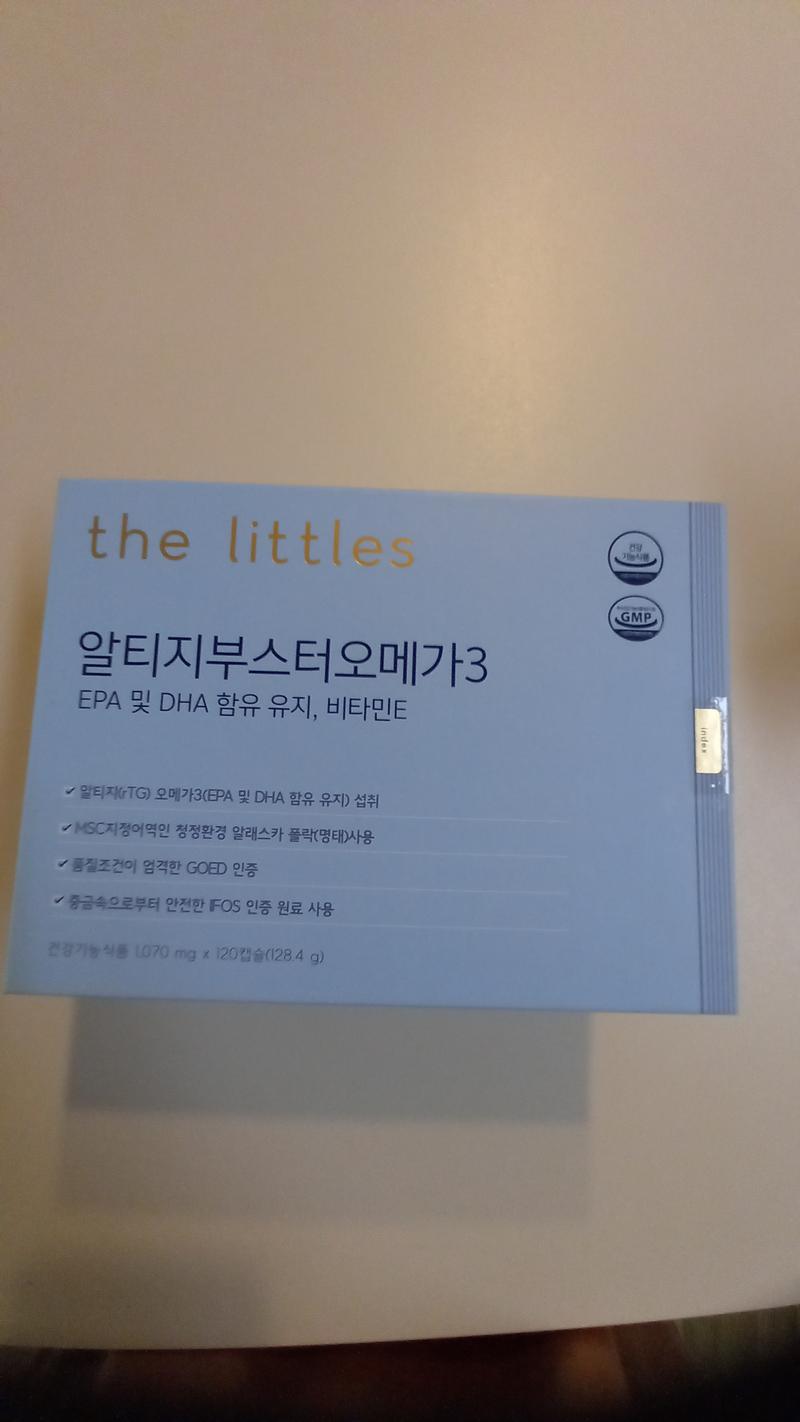 the littles
건강
기능식품
GMP
알티지부스터오메가3
EPA 및 DHA 함유 유지, 비타민E
index
✔ 알티지(rTG) 오메가3(EPA 및 DHA 함유 유지) 섭취
✔ MSC지정어역인 청정환경 알래스카 폴락(명태)사용
✔ 품질조건이 엄격한 GOED 인증
✔ 중금속으로부터 안전한 IFOS 인증 원료 사용
건강기능식품 1,070 mg x 120캡슐(128.4 g)